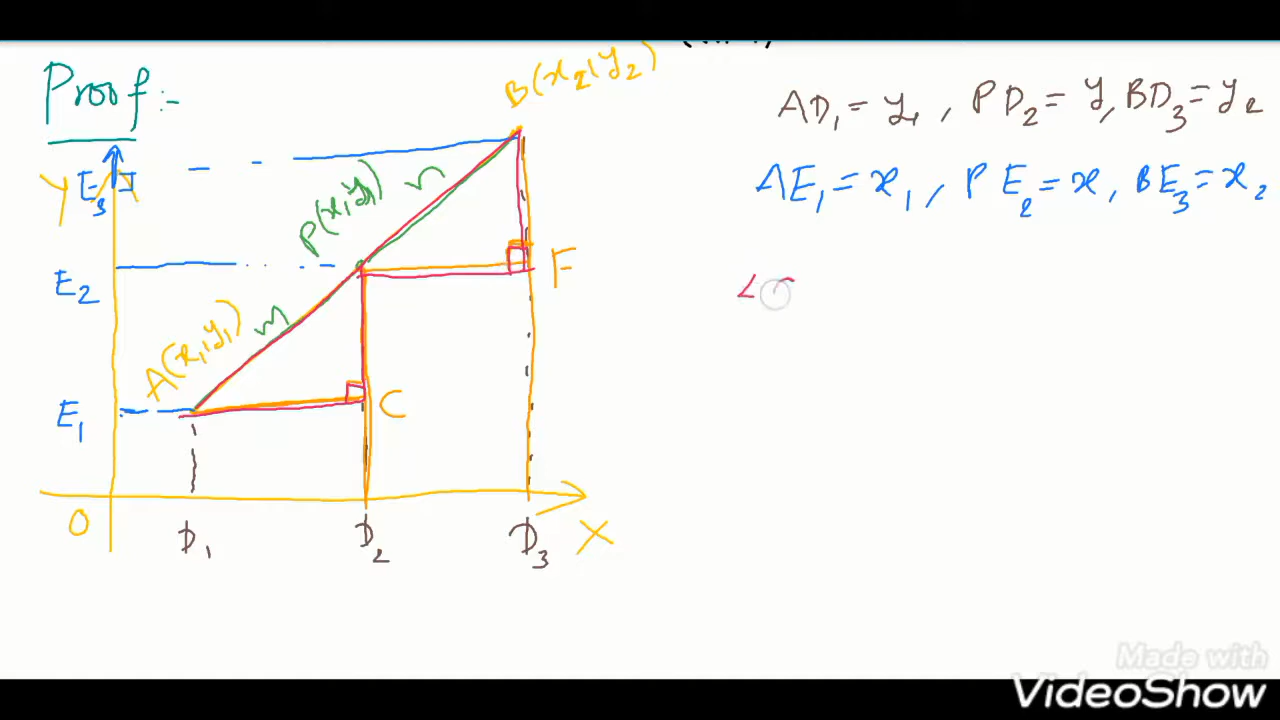 Proof :-
B(x₂, y₂)
AD₁ = y₁, PD₂ = y, BD₃ = y₂
AE₁ = x₁, PE₂ = x, BE₃ = x₂
Y
E₃
n
P(x, y)
E₂
F
A(x₁, y₁)
m
E₁
C
O
D₁
D₂
D₃
X
Made with
VideoShow